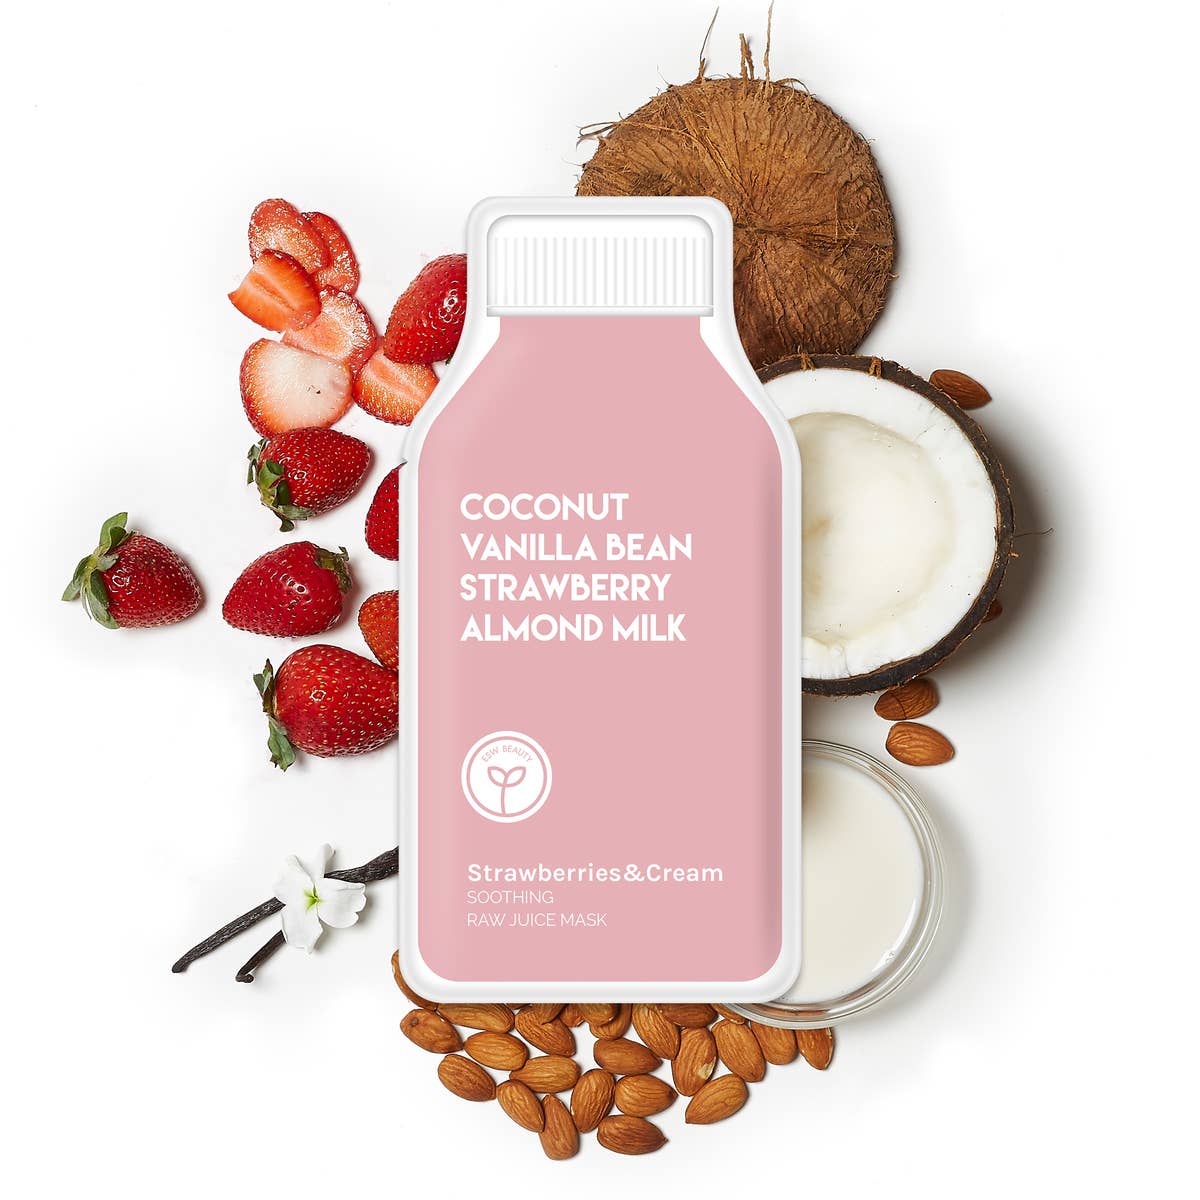 COCONUT
VANILLA BEAN
STRAWBERRY
ALMOND MILK
ESW BEAUTY
Strawberries&Cream
SOOTHING
RAW JUICE MASK